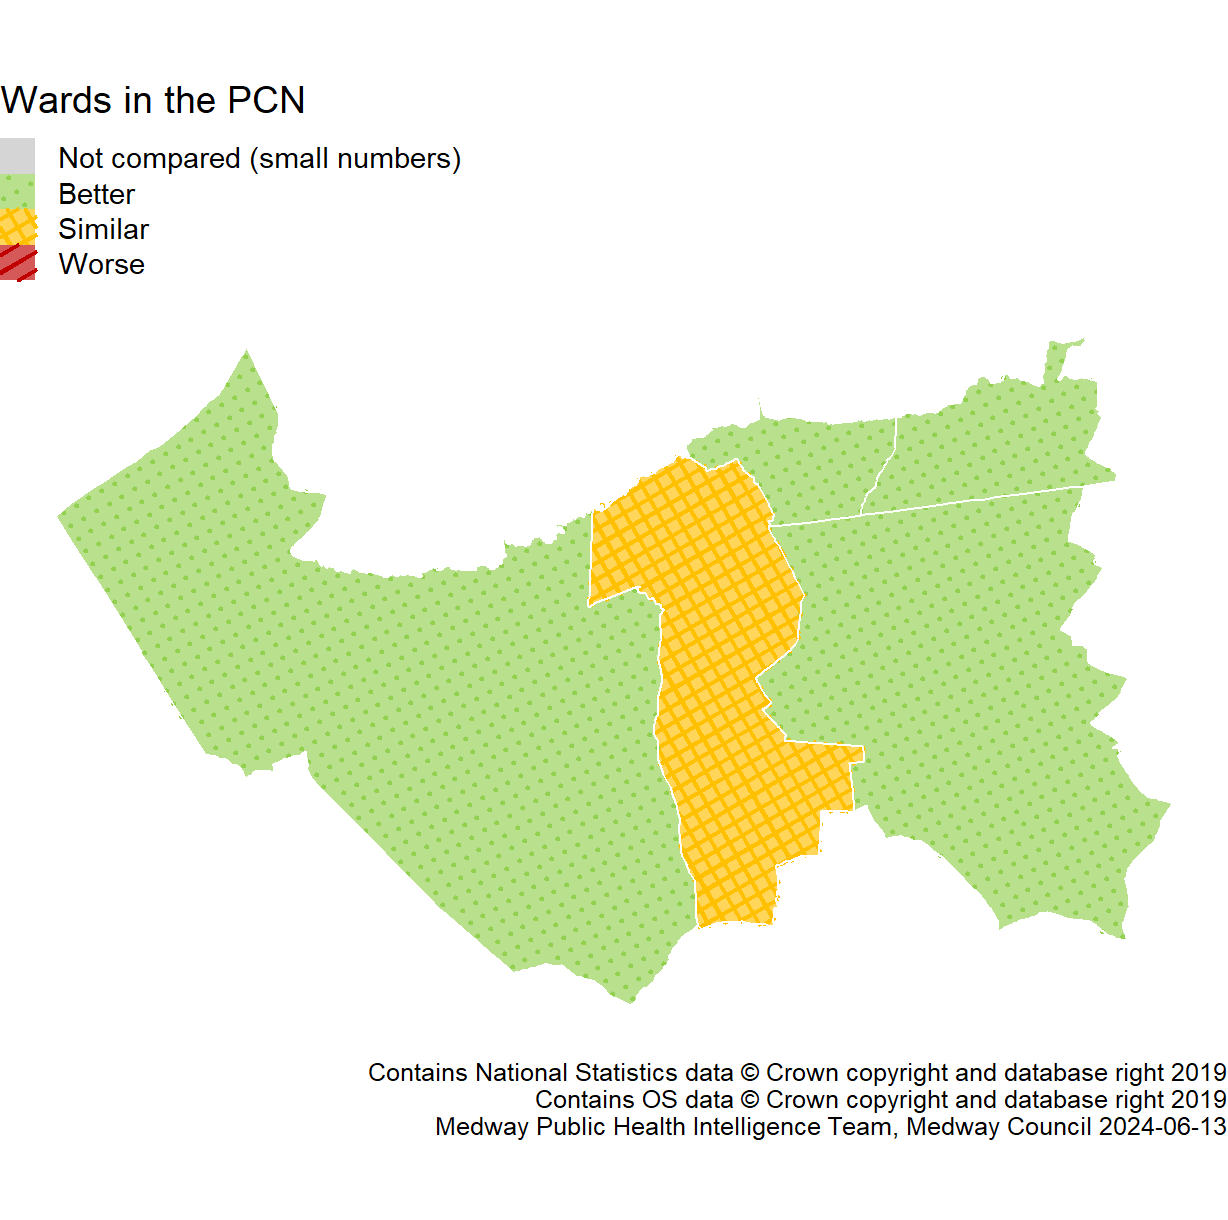 Wards in the PCN
Not compared (small numbers)
Better
Similar
Worse
Contains National Statistics data © Crown copyright and database right 2019
Contains OS data © Crown copyright and database right 2019
Medway Public Health Intelligence Team, Medway Council 2024-06-13